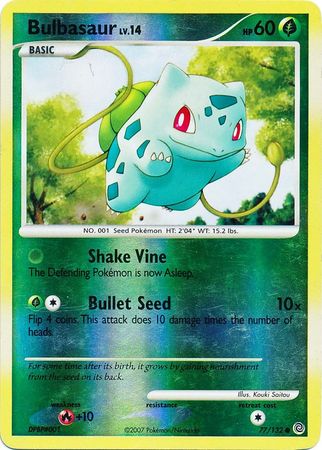 Bulbasaur LV.14 HP 60
BASIC
NO. 001 Seed Pokémon HT: 2'04" WT: 15.2 lbs.
Shake Vine
The Defending Pokémon is now Asleep.
Bullet Seed 10x
Flip 4 coins. This attack does 10 damage times the number of
heads.
For some time after its birth, it grows by gaining nourishment
from the seed on its back.
Illus. Kouki Saitou
weakness resistance retreat cost
+10
DPBP#001 ©2007 Pokémon/Nintendo 77/132